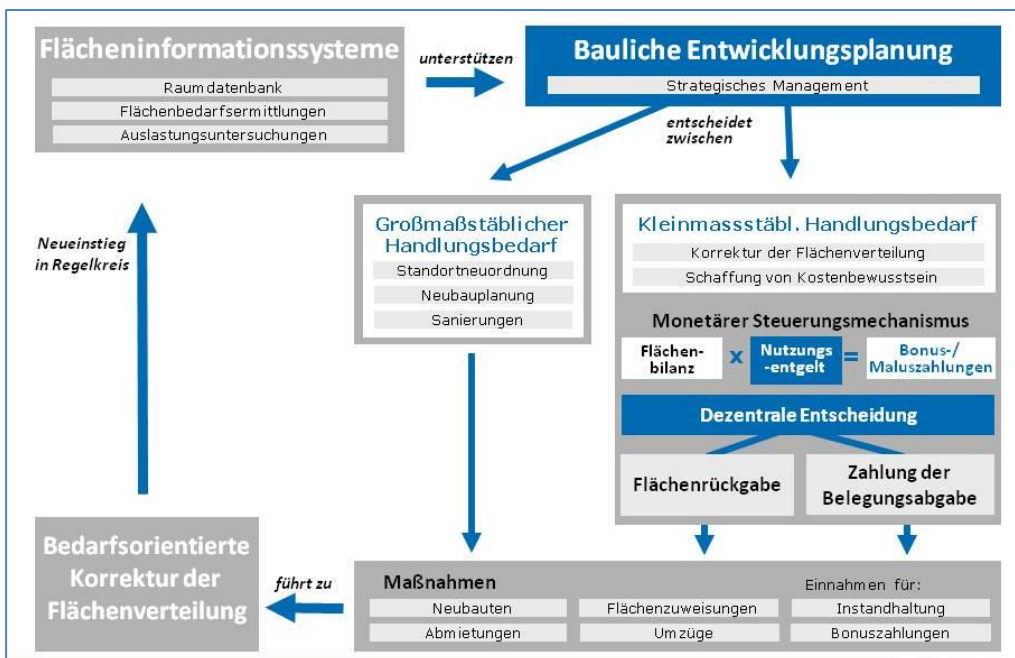 Flächeninformationssysteme
Raumdatenbank
Flächenbedarfsermittlungen
Auslastungsuntersuchungen
unterstützen
Bauliche Entwicklungsplanung
Strategisches Management
entscheidet
zwischen
Großmaßstäblicher
Handlungsbedarf
Standortneuordnung
Neubauplanung
Sanierungen
Kleinmassstäbl. Handlungsbedarf
Korrektur der Flächenverteilung
Schaffung von Kostenbewusstsein
Monetärer Steuerungsmechanismus
Flächen-
bilanz
x
Nutzungs
-entgelt
=
Bonus-/
Maluszahlungen
Dezentrale Entscheidung
Flächenrückgabe
Zahlung der
Belegungsabgabe
Maßnahmen
Neubauten
Abmietungen
Flächenzuweisungen
Umzüge
Einnahmen für:
Instandhaltung
Bonuszahlungen
führt zu
Bedarfsorientierte
Korrektur der
Flächenverteilung
Neueinstieg
in Regelkreis